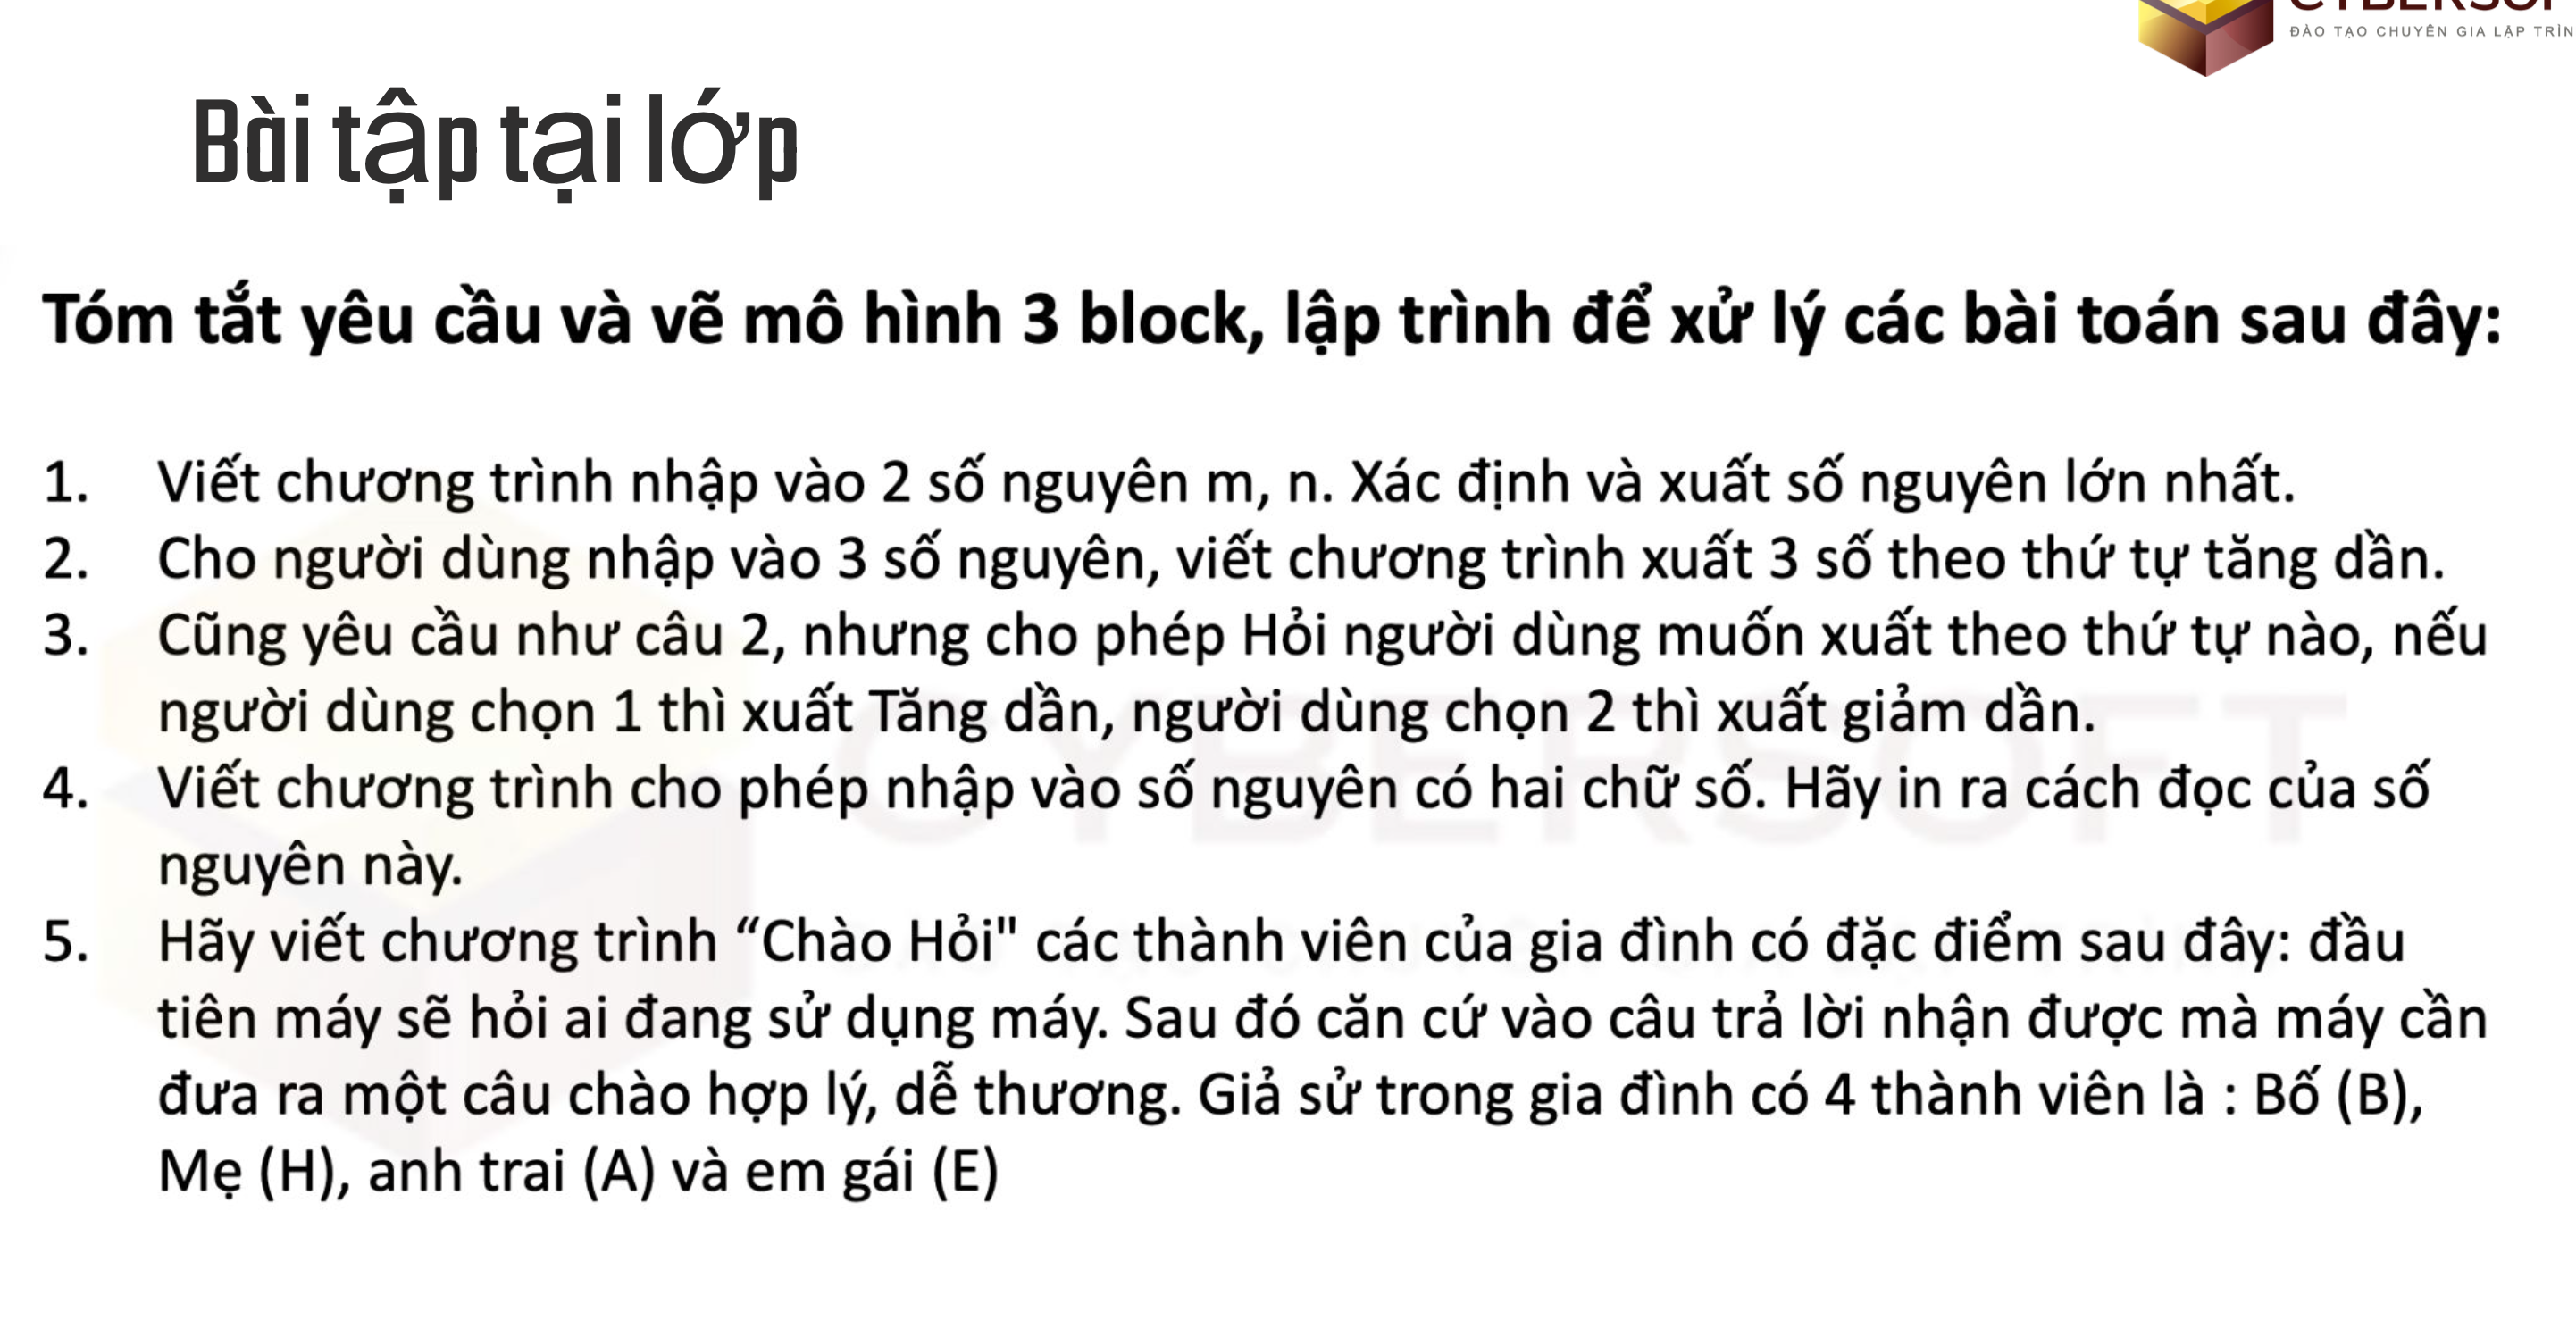 ĐÀO TẠO CHUYÊN GIA LẬP
Bài tập tại lớp
Tóm tắt yêu cầu và vẽ mô hình 3 block, lập trình để xử lý các bài toán sau đây:
1. Viết chương trình nhập vào 2 số nguyên m, n. Xác định và xuất số nguyên lớn nhất.
2. Cho người dùng nhập vào 3 số nguyên, viết chương trình xuất 3 số theo thứ tự tăng dần.
3. Cũng yêu cầu như câu 2, nhưng cho phép Hỏi người dùng muốn xuất theo thứ tự nào, nếu
người dùng chọn 1 thì xuất Tăng dần, người dùng chọn 2 thì xuất giảm dần.
4. Viết chương trình cho phép nhập vào số nguyên có hai chữ số. Hãy in ra cách đọc của số
nguyên này.
5. Hãy viết chương trình “Chào Hỏi" các thành viên của gia đình có đặc điểm sau đây: đầu
tiên máy sẽ hỏi ai đang sử dụng máy. Sau đó căn cứ vào câu trả lời nhận được mà máy cần
đưa ra một câu chào hợp lý, dễ thương. Giả sử trong gia đình có 4 thành viên là : Bố (B),
Mẹ (H), anh trai (A) và em gái (E)
CYBERSOFT